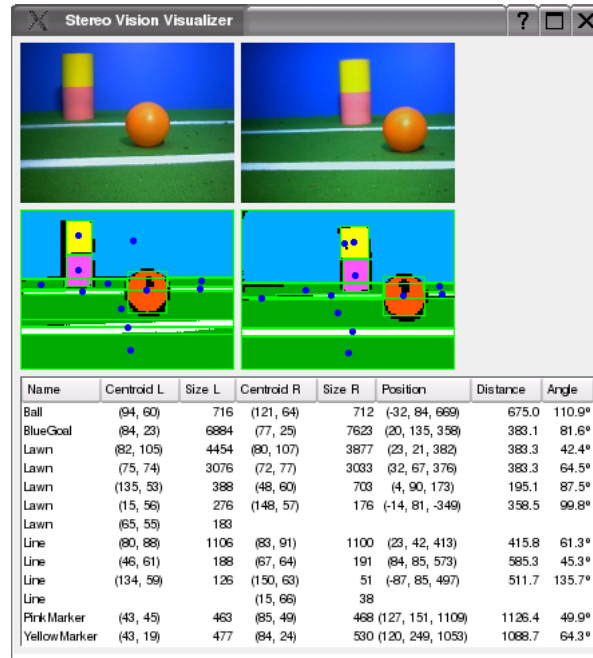 Stereo Vision Visualizer
Name Centroid L Size L Centroid R Size R Position Distance Angle
Ball (94, 60) 716 (121, 64) 712 (-32, 84, 669) 675.0 110.9°
BlueGoal (84, 23) 6884 (77, 25) 7623 (20, 135, 358) 383.1 81.6°
Lawn (82, 105) 4454 (80, 107) 3877 (23, 21, 382) 383.3 42.4°
Lawn (75, 74) 3076 (72, 77) 3033 (32, 67, 376) 383.3 64.5°
Lawn (135, 53) 388 (48, 60) 703 (4, 90, 173) 195.1 87.5°
Lawn (15, 56) 276 (148, 57) 176 (-14, 81, -349) 358.5 99.8°
Lawn (65, 55) 183
Line (80, 88) 1106 (83, 91) 1100 (23, 42, 413) 415.8 61.3°
Line (46, 61) 188 (67, 64) 191 (84, 85, 573) 585.3 45.3°
Line (134, 59) 126 (150, 63) 51 (-87, 85, 497) 511.7 135.7°
Line (15, 66) 38
PinkMarker (43, 45) 463 (85, 49) 468 (127, 151, 1109) 1126.4 49.9°
YellowMarker (43, 19) 477 (84, 24) 530 (120, 249, 1053) 1088.7 64.3°